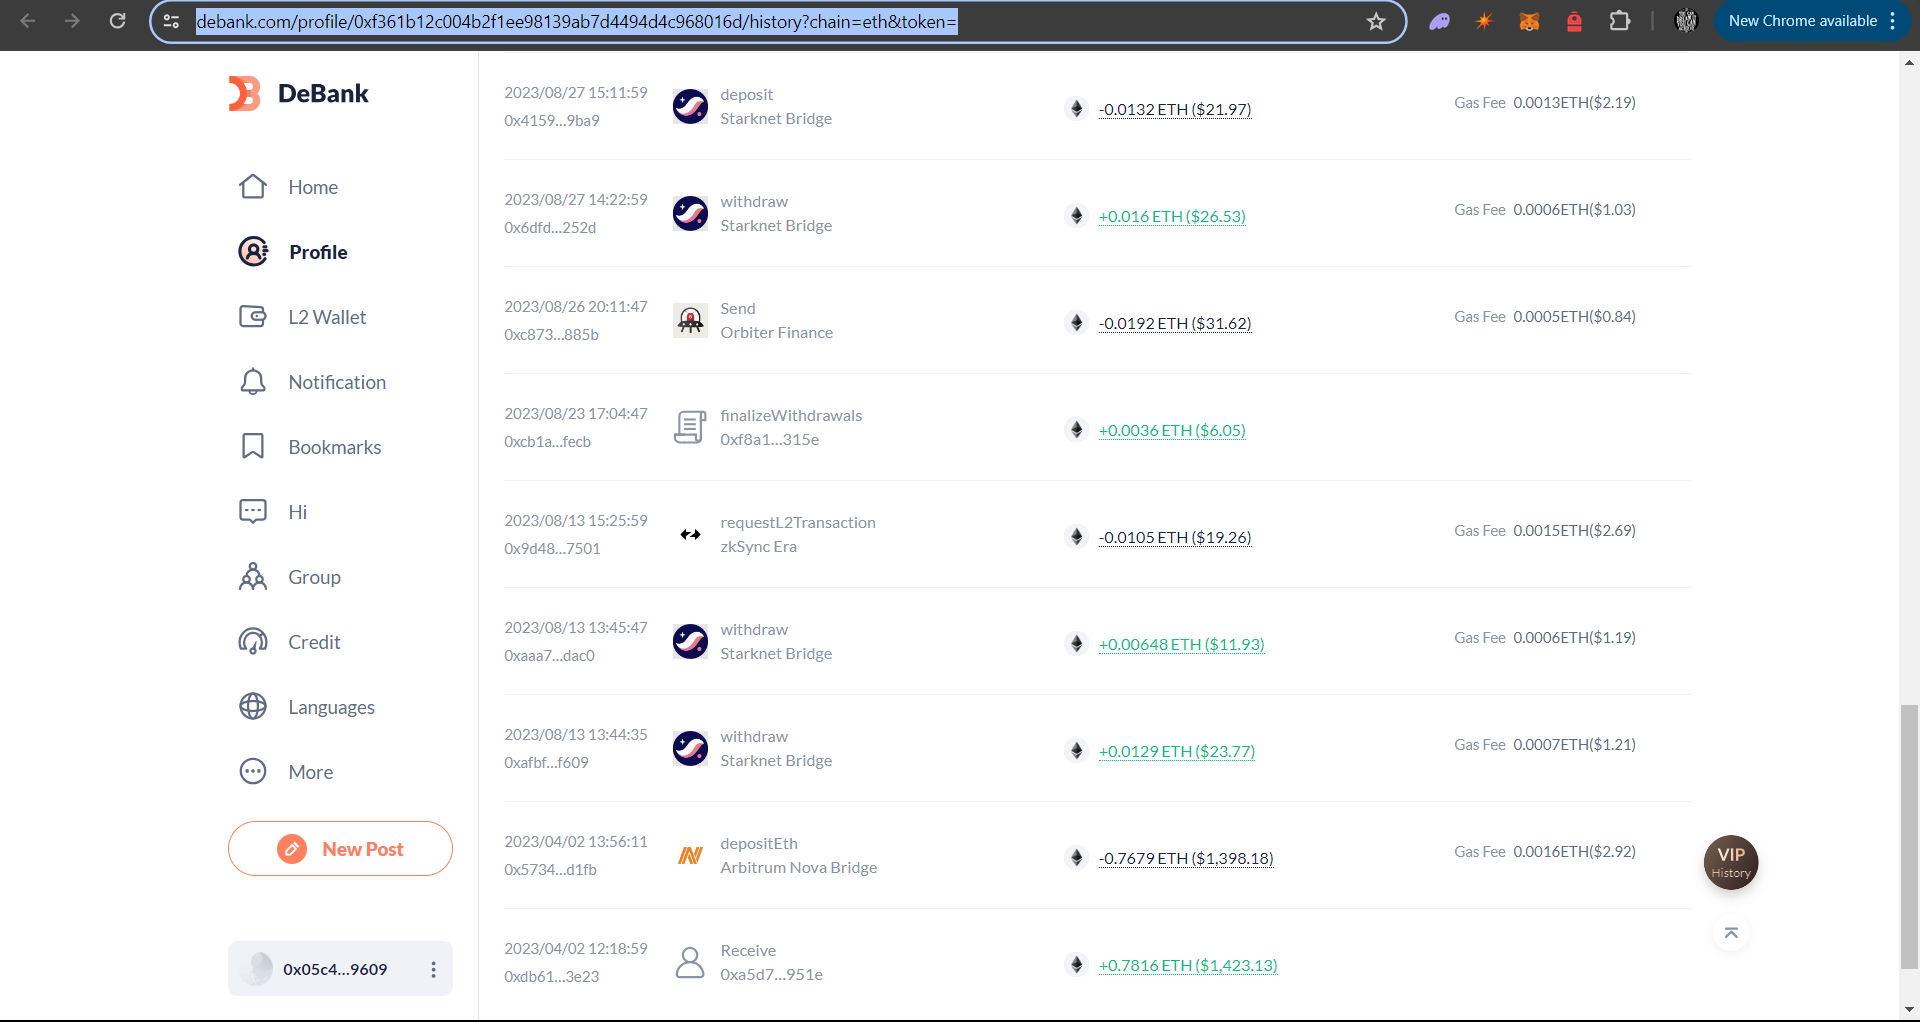 debank.com/profile/0xf361b12c004b2f1ee98139ab7d4494d4c968016d/history?chain=eth&token=
New Chrome available
DeBank
Home
Profile
L2 Wallet
Notification
Bookmarks
Hi
Group
Credit
Languages
More
New Post
0x05c4...9609
2023/08/27 15:11:59 deposit -0.0132 ETH ($21.97) Gas Fee 0.0013ETH($2.19)
0x4159...9ba9 Starknet Bridge
2023/08/27 14:22:59 withdraw +0.016 ETH ($26.53) Gas Fee 0.0006ETH($1.03)
0x6dfd...252d Starknet Bridge
2023/08/26 20:11:47 Send -0.0192 ETH ($31.62) Gas Fee 0.0005ETH($0.84)
0xc873...885b Orbiter Finance
2023/08/23 17:04:47 finalizeWithdrawals +0.0036 ETH ($6.05)
0xcb1a...fecb 0xf8a1...315e
2023/08/13 15:25:59 requestL2Transaction -0.0105 ETH ($19.26) Gas Fee 0.0015ETH($2.69)
0x9d48...7501 zkSync Era
2023/08/13 13:45:47 withdraw +0.00648 ETH ($11.93) Gas Fee 0.0006ETH($1.19)
0xaaa7...dac0 Starknet Bridge
2023/08/13 13:44:35 withdraw +0.0129 ETH ($23.77) Gas Fee 0.0007ETH($1.21)
0xafbf...f609 Starknet Bridge
2023/04/02 13:56:11 depositEth -0.7679 ETH ($1,398.18) Gas Fee 0.0016ETH($2.92)
0x5734...d1fb Arbitrum Nova Bridge
2023/04/02 12:18:59 Receive +0.7816 ETH ($1,423.13)
0xdb61...3e23 0xa5d7...951e
VIP
History